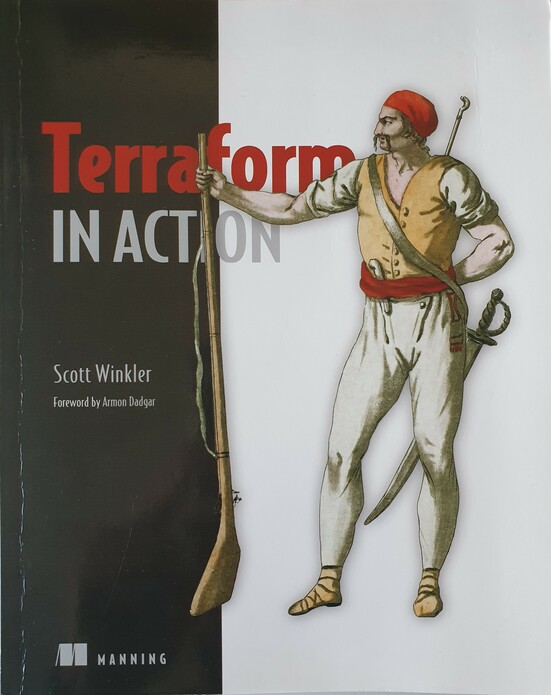 Terraform
IN ACTION
Scott Winkler
Foreword by Armon Dadgar
MANNING